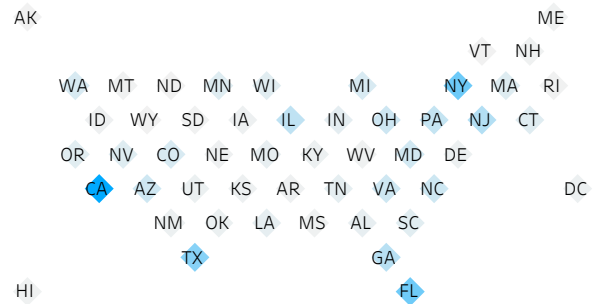 AK ME
VT NH
WA MT ND MN WI MI NY MA RI
ID WY SD IA IL IN OH PA NJ CT
OR NV CO NE MO KY WV MD DE
CA AZ UT KS AR TN VA NC DC
NM OK LA MS AL SC
TX GA
HI FL